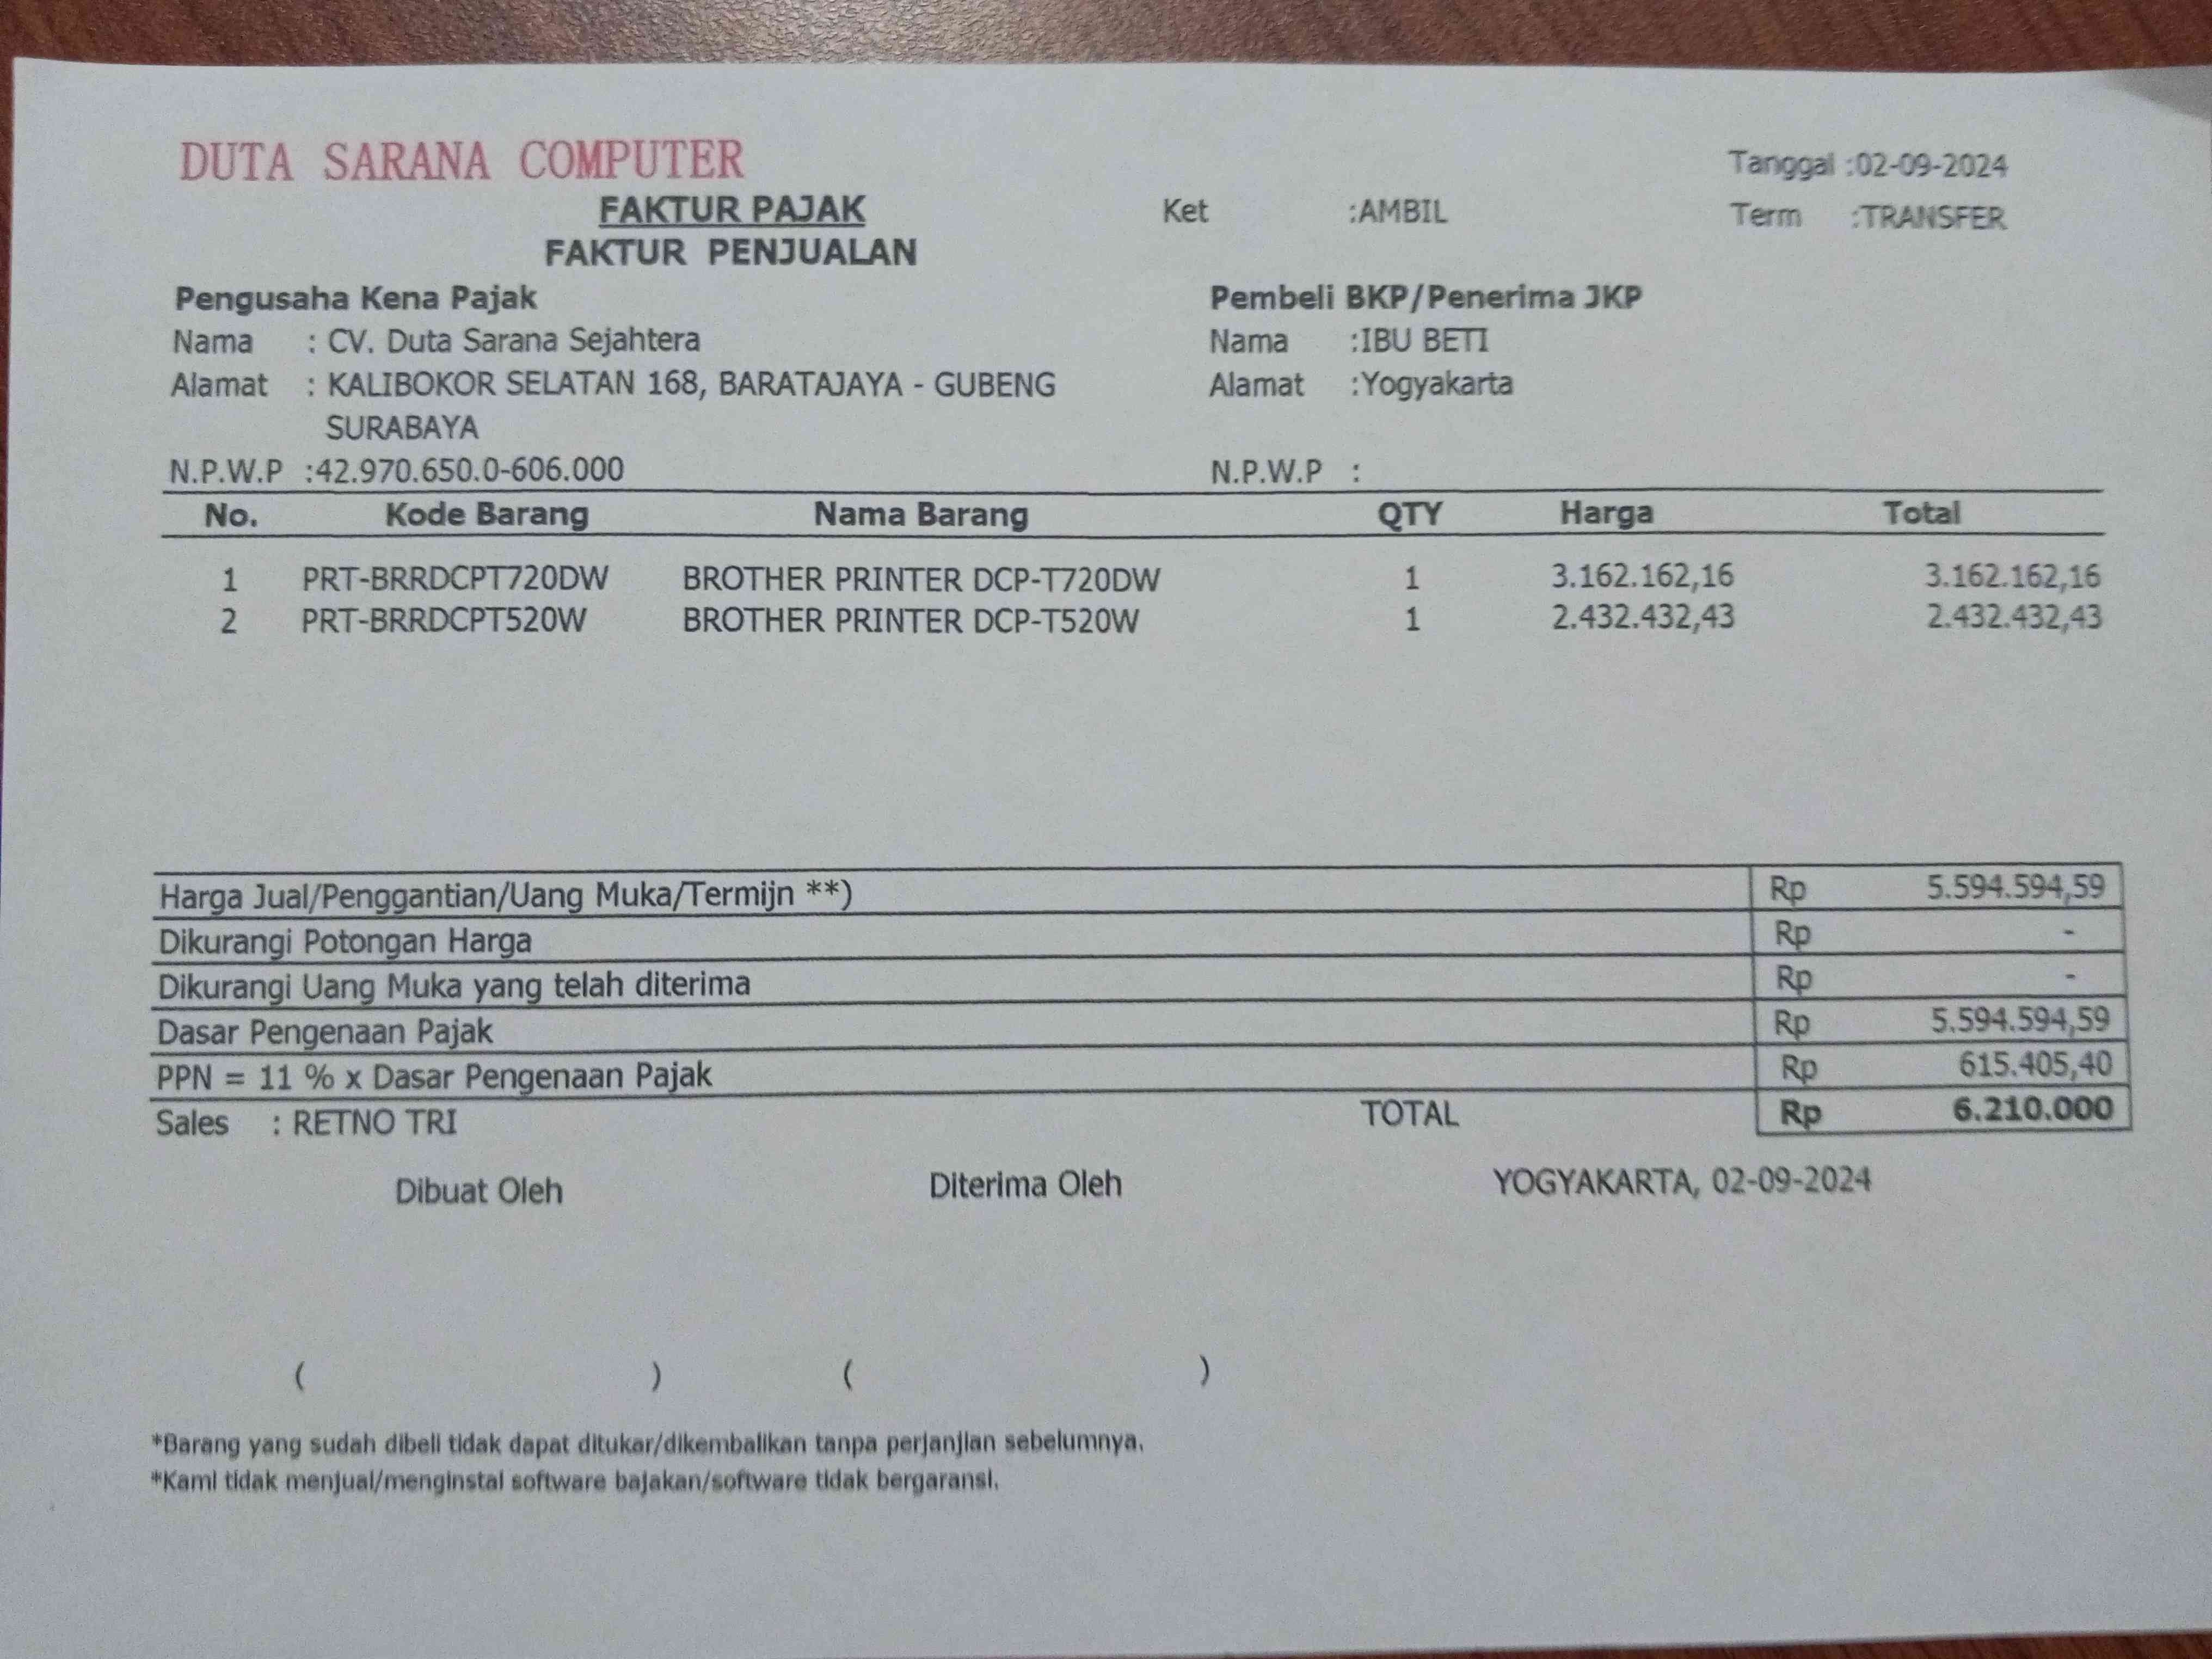 DUTA SARANA COMPUTER
Tanggal :02-09-2024
FAKTUR PAJAK Ket :AMBIL Term :TRANSFER
FAKTUR PENJUALAN
Pengusaha Kena Pajak Pembeli BKP/Penerima JKP
Nama : CV. Duta Sarana Sejahtera Nama :IBU BETI
Alamat : KALIBOKOR SELATAN 168, BARATAJAYA - GUBENG Alamat :Yogyakarta
SURABAYA
N.P.W.P :42.970.650.0-606.000 N.P.W.P :
No. Kode Barang Nama Barang QTY Harga Total
1 PRT-BRRDCPT720DW BROTHER PRINTER DCP-T720DW 1 3.162.162,16 3.162.162,16
2 PRT-BRRDCPT520W BROTHER PRINTER DCP-T520W 1 2.432.432,43 2.432.432,43
Harga Jual/Penggantian/Uang Muka/Termijn **) Rp 5.594.594,59
Dikurangi Potongan Harga Rp -
Dikurangi Uang Muka yang telah diterima Rp -
Dasar Pengenaan Pajak Rp 5.594.594,59
PPN = 11 % x Dasar Pengenaan Pajak Rp 615.405,40
Sales : RETNO TRI TOTAL Rp 6.210.000
Dibuat Oleh Diterima Oleh YOGYAKARTA, 02-09-2024
( ) ( )
*Barang yang sudah dibeli tidak dapat ditukar/dikembalikan tanpa perjanjian sebelumnya.
*Kami tidak menjual/menginstal software bajakan/software tidak bergaransi.